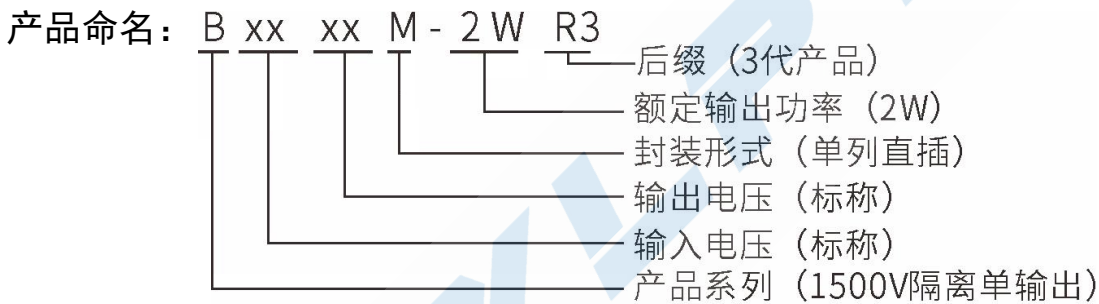 产品命名：B xx xx M - 2 W R3
后缀（3代产品）
额定输出功率（2W）
封装形式（单列直插）
输出电压（标称）
输入电压（标称）
产品系列（1500V隔离单输出）